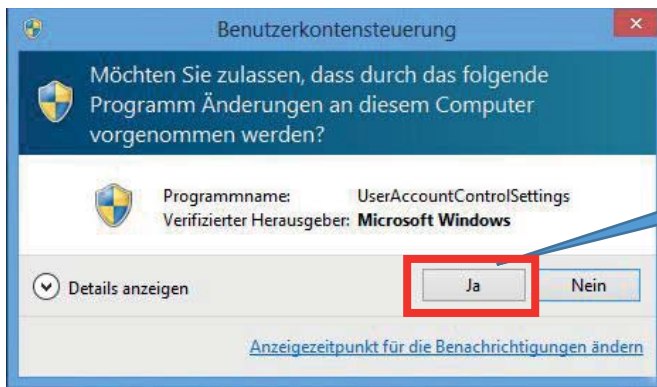 Benutzerkontensteuerung
Möchten Sie zulassen, dass durch das folgende
Programm Änderungen an diesem Computer
vorgenommen werden?
Programmname: UserAccountControlSettings
Verifizierter Herausgeber: Microsoft Windows
Details anzeigen Ja Nein
Anzeigezeitpunkt für die Benachrichtigungen ändern